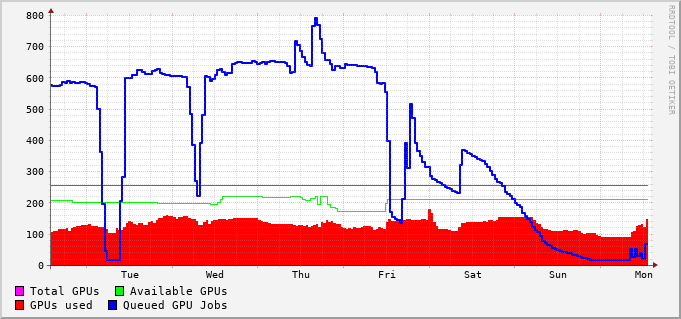 800
700
600
500
400
300
200
100
0
Tue Wed Thu Fri Sat Sun Mon
Total GPUs Available GPUs
GPUs used Queued GPU Jobs
RRDTOOL / TOBI OETIKER